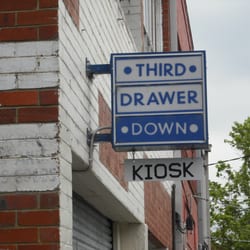 • THIRD •
DRAWER
• DOWN •
KIOSK